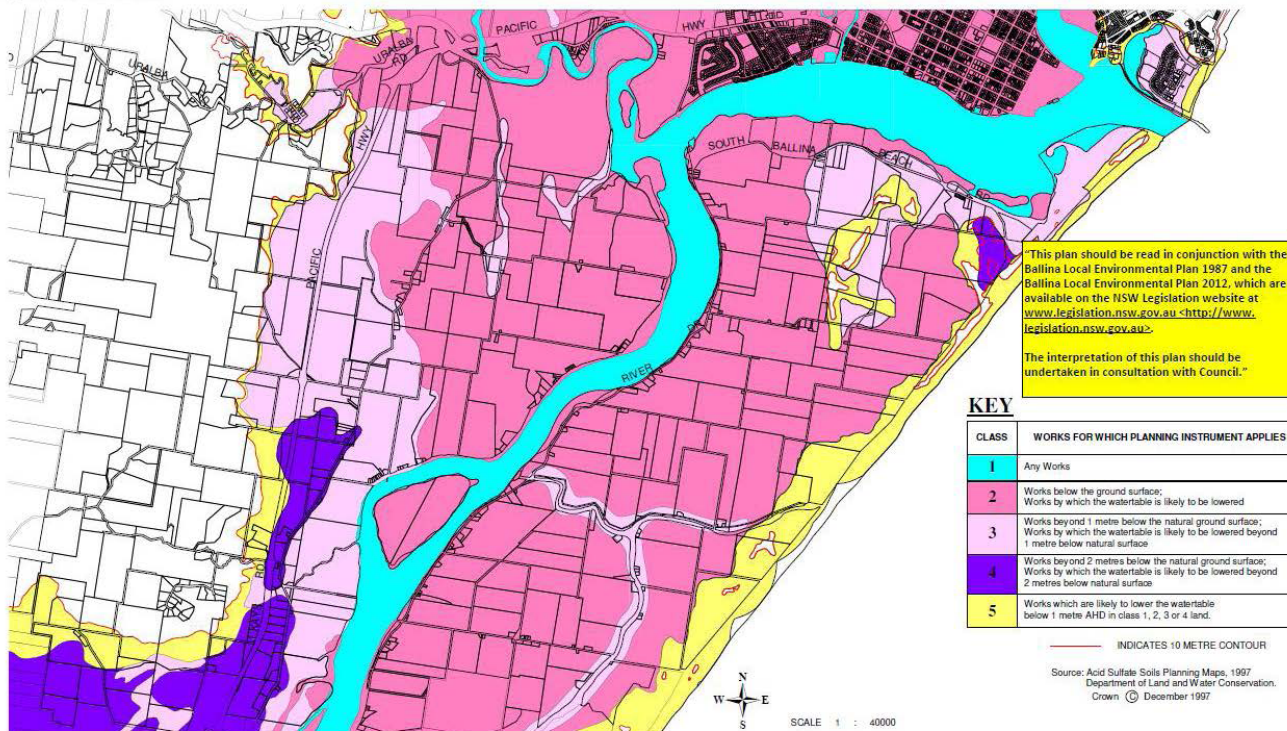 PACIFIC
HWY
URALBA
RD
URALBA
HWY
SOUTH BALLINA BEACH
RD
PACIFIC
RIVER
"This plan should be read in conjunction with the
Ballina Local Environmental Plan 1987 and the
Ballina Local Environmental Plan 2012, which are
available on the NSW Legislation website at
www.legislation.nsw.gov.au <http://www.
legislation.nsw.gov.au>.
The interpretation of this plan should be
undertaken in consultation with Council."
KEY
CLASS WORKS FOR WHICH PLANNING INSTRUMENT APPLIES
1 Any Works
2 Works below the ground surface;
Works by which the watertable is likely to be lowered
3 Works beyond 1 metre below the natural ground surface;
Works by which the watertable is likely to be lowered beyond
1 metre below natural surface
4 Works beyond 2 metres below the natural ground surface;
Works by which the watertable is likely to be lowered beyond
2 metres below natural surface
5 Works which are likely to lower the watertable
below 1 metre AHD in class 1, 2, 3 or 4 land.
INDICATES 10 METRE CONTOUR
Source: Acid Sulfate Soils Planning Maps, 1997
Department of Land and Water Conservation.
Crown © December 1997
N
W E
S
SCALE 1 : 40000